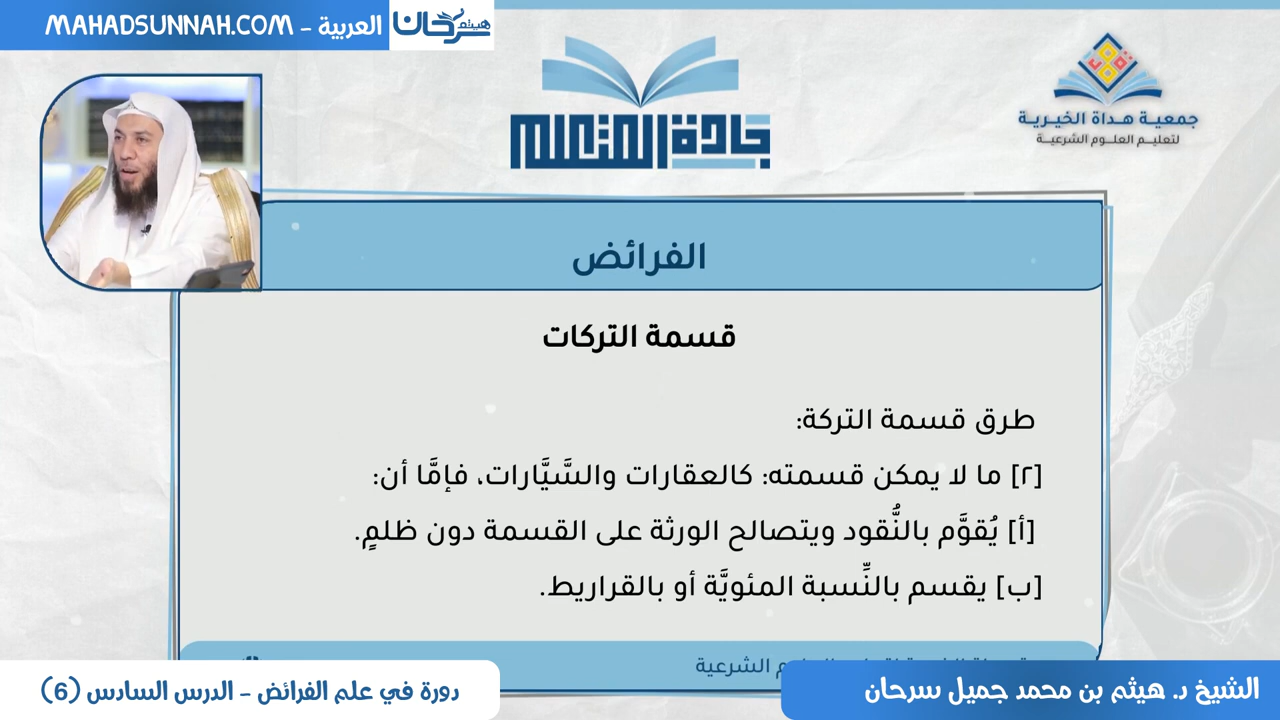 العربية - MAHADSUNNAH.COM
هيثم سرحان
جادة المتعلم
جمعية هداة الخيرية
لتعليم العلوم الشرعية
الفرائض
قسمة التركات
طرق قسمة التركة:
[٢] ما لا يمكن قسمته: كالعقارات والسَّيَّارات، فإمَّا أن:
[أ] يُقوَّم بالنُّقود ويتصالح الورثة على القسمة دون ظلمٍ.
[ب] يقسم بالنِّسبة المئويَّة أو بالقراريط.
الشرعية
الشيخ د. هيثم بن محمد جميل سرحان
دورة في علم الفرائض - الدرس السادس (6)